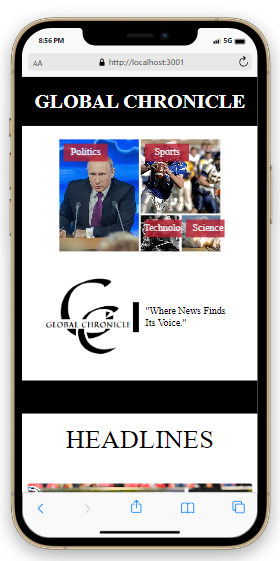 8:56 PM
5G
AA
http://localhost:3001
GLOBAL CHRONICLE
Politics
Sports
Technolo
Science
GLOBAL CHRONICLE
"Where News Finds
Its Voice."
HEADLINES